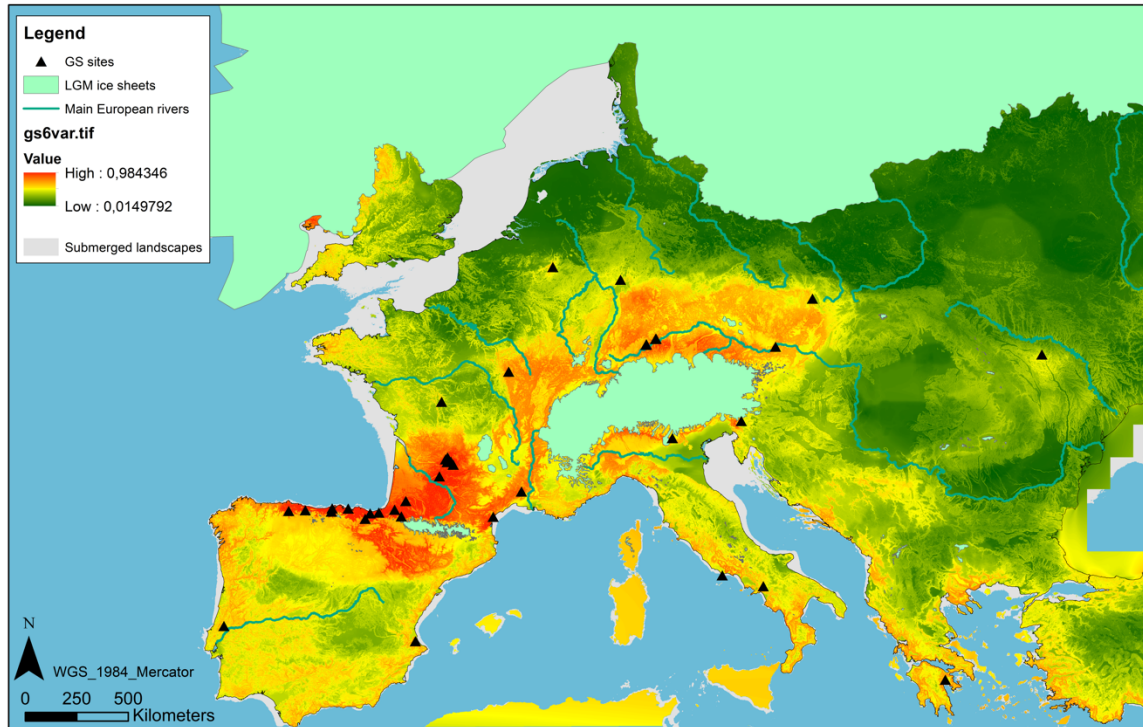 Legend
GS sites
LGM ice sheets
Main European rivers
gs6var.tif
Value
High : 0,984346
Low : 0,0149792
Submerged landscapes
N
WGS_1984_Mercator
0 250 500
Kilometers